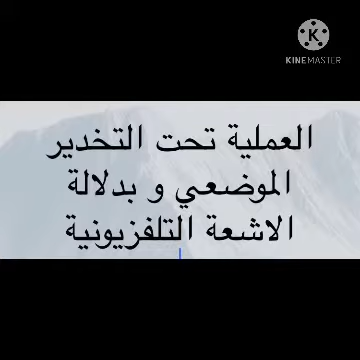 K
KINEMASTER
العملية تحت التخدير
الموضعي و بدلالة
الاشعة التلفزيونية